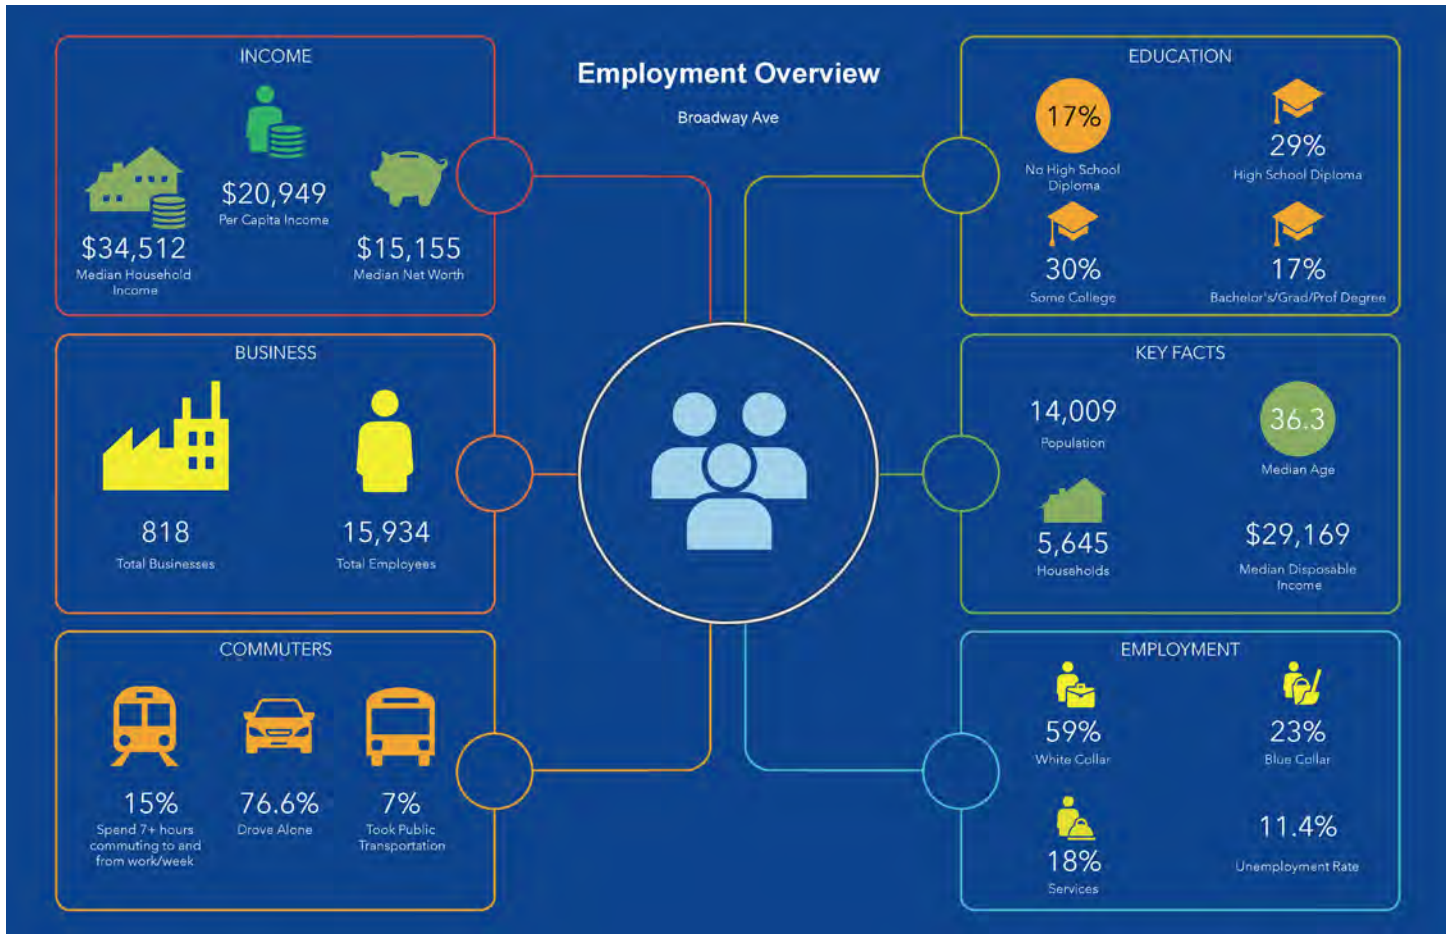 Employment Overview
Broadway Ave
INCOME
$20,949
Per Capita Income
$34,512
Median Household
Income
$15,155
Median Net Worth
BUSINESS
818
Total Businesses
15,934
Total Employees
COMMUTERS
15%
Spend 7+ hours
commuting to and
from work/week
76.6%
Drove Alone
7%
Took Public
Transportation
EDUCATION
17%
No High School
Diploma
29%
High School Diploma
30%
Some College
17%
Bachelor's/Grad/Prof Degree
KEY FACTS
14,009
Population
36.3
Median Age
5,645
Households
$29,169
Median Disposable
Income
EMPLOYMENT
59%
White Collar
23%
Blue Collar
18%
Services
11.4%
Unemployment Rate